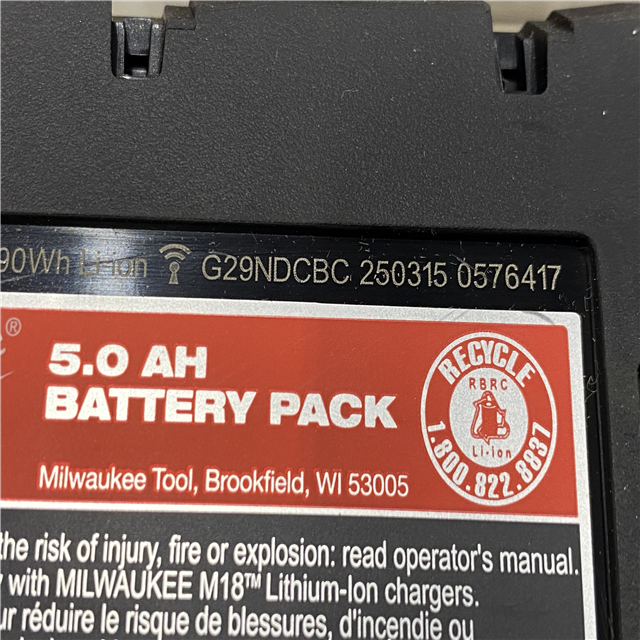 90Wh Li-Ion G29NDCBC 250315 0576417
®
5.0 AH
BATTERY PACK
Milwaukee Tool, Brookfield, WI 53005
RECYCLE
RBRC
Li-ion
1.800.822.8837
the risk of injury, fire or explosion: read operator's manual.
with MILWAUKEE M18™ Lithium-Ion chargers.
réduire le risque de blessures, d'incendie ou